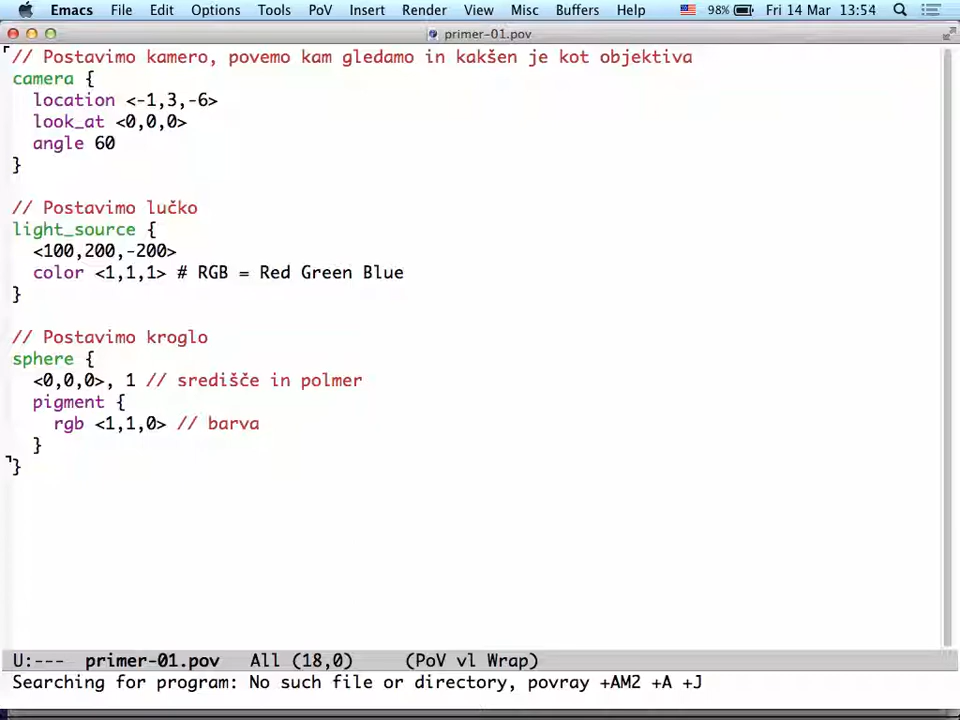 Emacs File Edit Options Tools PoV Insert Render View Misc Buffers Help 98% Fri 14 Mar 13:54
primer-01.pov
// Postavimo kamero, povemo kam gledamo in kakšen je kot objektiva
camera {
location <-1,3,-6>
look_at <0,0,0>
angle 60
}
// Postavimo lučko
light_source {
<100,200,-200>
color <1,1,1> # RGB = Red Green Blue
}
// Postavimo kroglo
sphere {
<0,0,0>, 1 // središče in polmer
pigment {
rgb <1,1,0> // barva
}
}
U:--- primer-01.pov All (18,0) (PoV vl Wrap)
Searching for program: No such file or directory, povray +AM2 +A +J